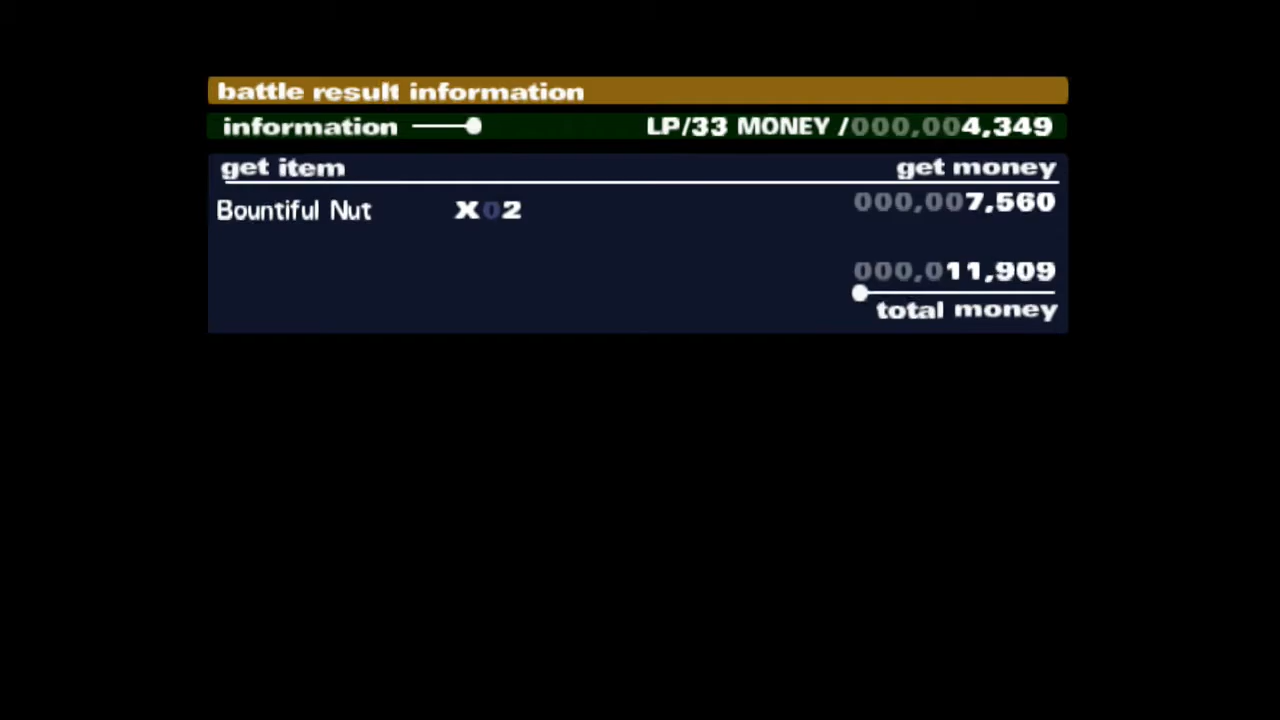 battle result information
information LP/33 MONEY /000,004,349
get item get money
Bountiful Nut X02 000,007,560
000,011,909
total money